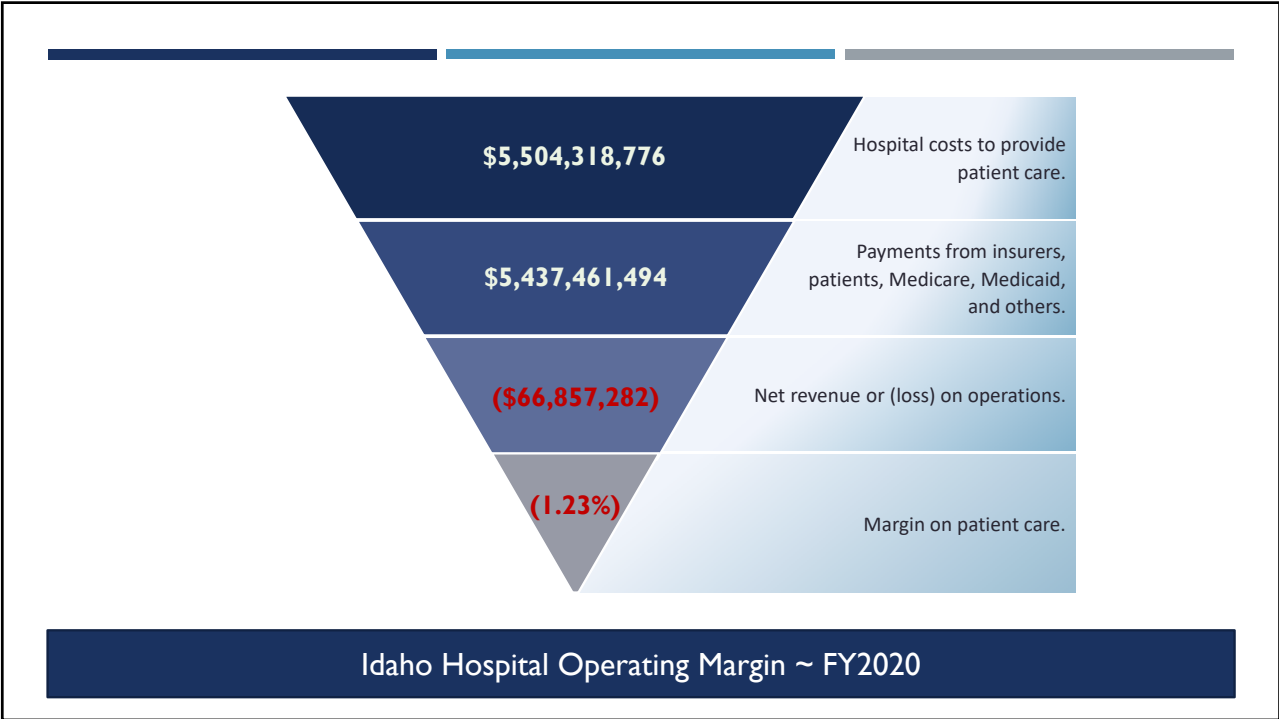 $5,504,318,776
Hospital costs to provide
patient care.
$5,437,461,494
Payments from insurers,
patients, Medicare, Medicaid,
and others.
($66,857,282)
Net revenue or (loss) on operations.
(1.23%)
Margin on patient care.
Idaho Hospital Operating Margin ~ FY2020